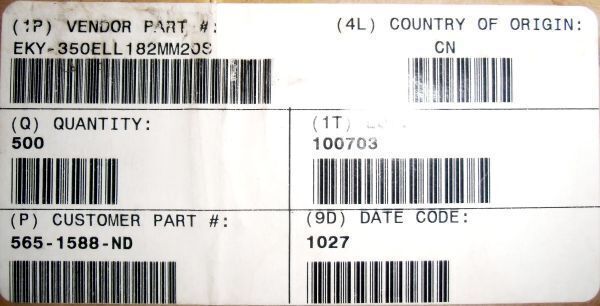 (1P) VENDOR PART #:
(4L) COUNTRY OF ORIGIN:
EKY-350ELL182MM20S
CN
(Q) QUANTITY:
(1T)
500
100703
(P) CUSTOMER PART #:
(9D) DATE CODE:
565-1588-ND
1027